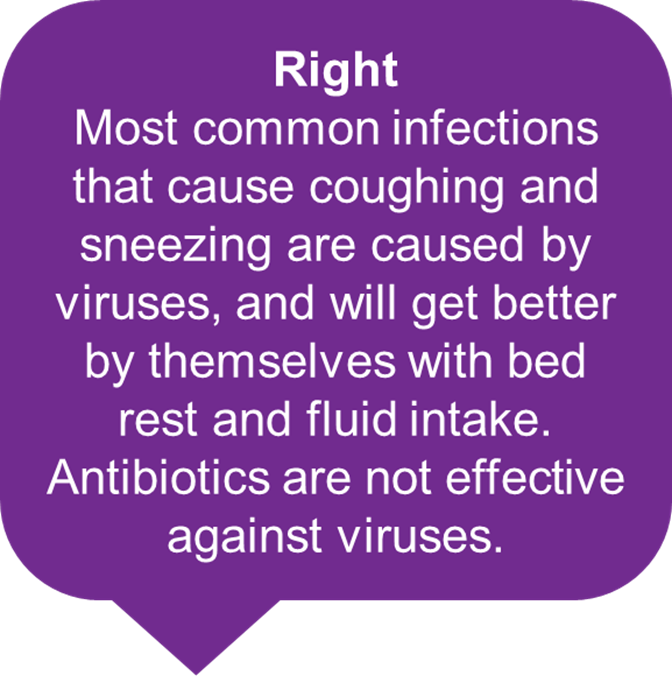 Right
Most common infections
that cause coughing and
sneezing are caused by
viruses, and will get better
by themselves with bed
rest and fluid intake.
Antibiotics are not effective
against viruses.